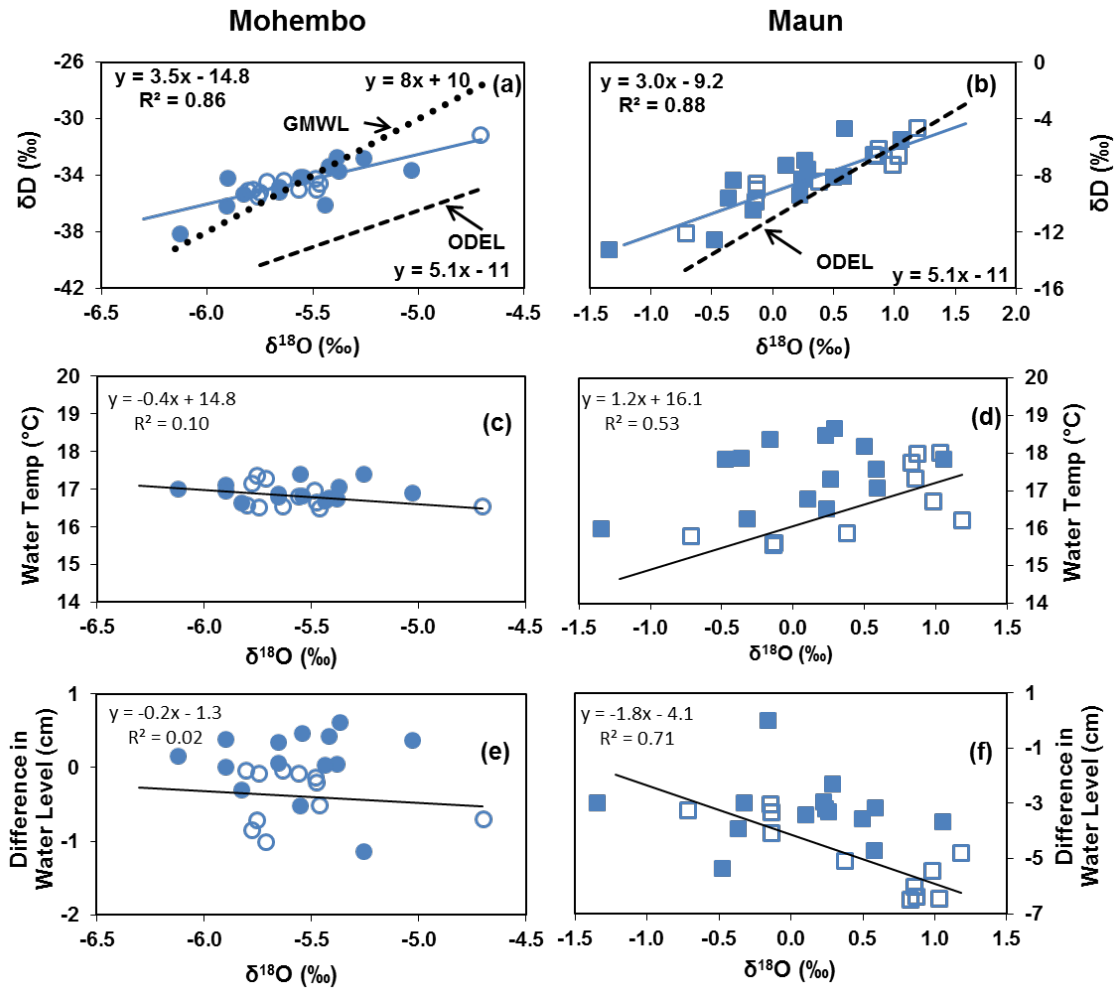 Mohembo
Maun
-26
-30
-34
-38
-42
δD (‰)
y = 3.5x - 14.8
R² = 0.86
y = 8x + 10
(a)
GMWL
ODEL
y = 5.1x - 11
-6.5 -6.0 -5.5 -5.0 -4.5
δ¹⁸O (‰)
y = 3.0x - 9.2
R² = 0.88
(b)
ODEL
y = 5.1x - 11
0
-4
-8
-12
-16
δD (‰)
-1.5 -1.0 -0.5 0.0 0.5 1.0 1.5 2.0
δ¹⁸O (‰)
20
19
18
17
16
15
14
Water Temp (°C)
y = -0.4x + 14.8
R² = 0.10
(c)
-6.5 -6.0 -5.5 -5.0 -4.5
δ¹⁸O (‰)
y = 1.2x + 16.1
R² = 0.53
(d)
20
19
18
17
16
15
14
Water Temp (°C)
-1.5 -1.0 -0.5 0.0 0.5 1.0 1.5
δ¹⁸O (‰)
1
0
-1
-2
Difference in
Water Level (cm)
y = -0.2x - 1.3
R² = 0.02
(e)
-6.5 -6.0 -5.5 -5.0 -4.5
δ¹⁸O (‰)
y = -1.8x - 4.1
R² = 0.71
(f)
1
-1
-3
-5
-7
Difference in
Water Level (cm)
-1.5 -1.0 -0.5 0.0 0.5 1.0 1.5
δ¹⁸O (‰)